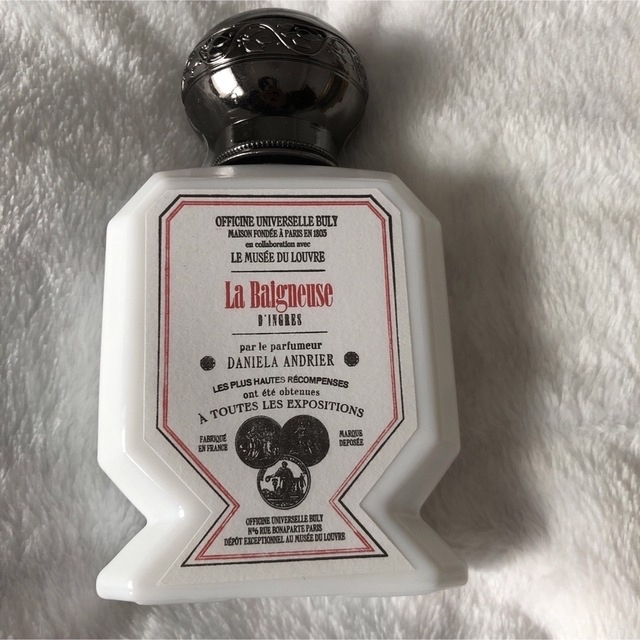 OFFICINE UNIVERSELLE BULY
MAISON FONDÉE À PARIS EN 1803
en collaboration avec
LE MUSÉE DU LOUVRE
La Baigneuse
D'INGRES
par le parfumeur
DANIELA ANDRIER
LES PLUS HAUTES RÉCOMPENSES
ont été obtenues
À TOUTES LES EXPOSITIONS
FABRIQUÉ
EN FRANCE
MARQUE
DEPOSÉE
OFFICINE UNIVERSELLE BULY
N°6 RUE BONAPARTE PARIS
DÉPÔT EXCEPTIONNEL AU MUSÉE DU LOUVRE